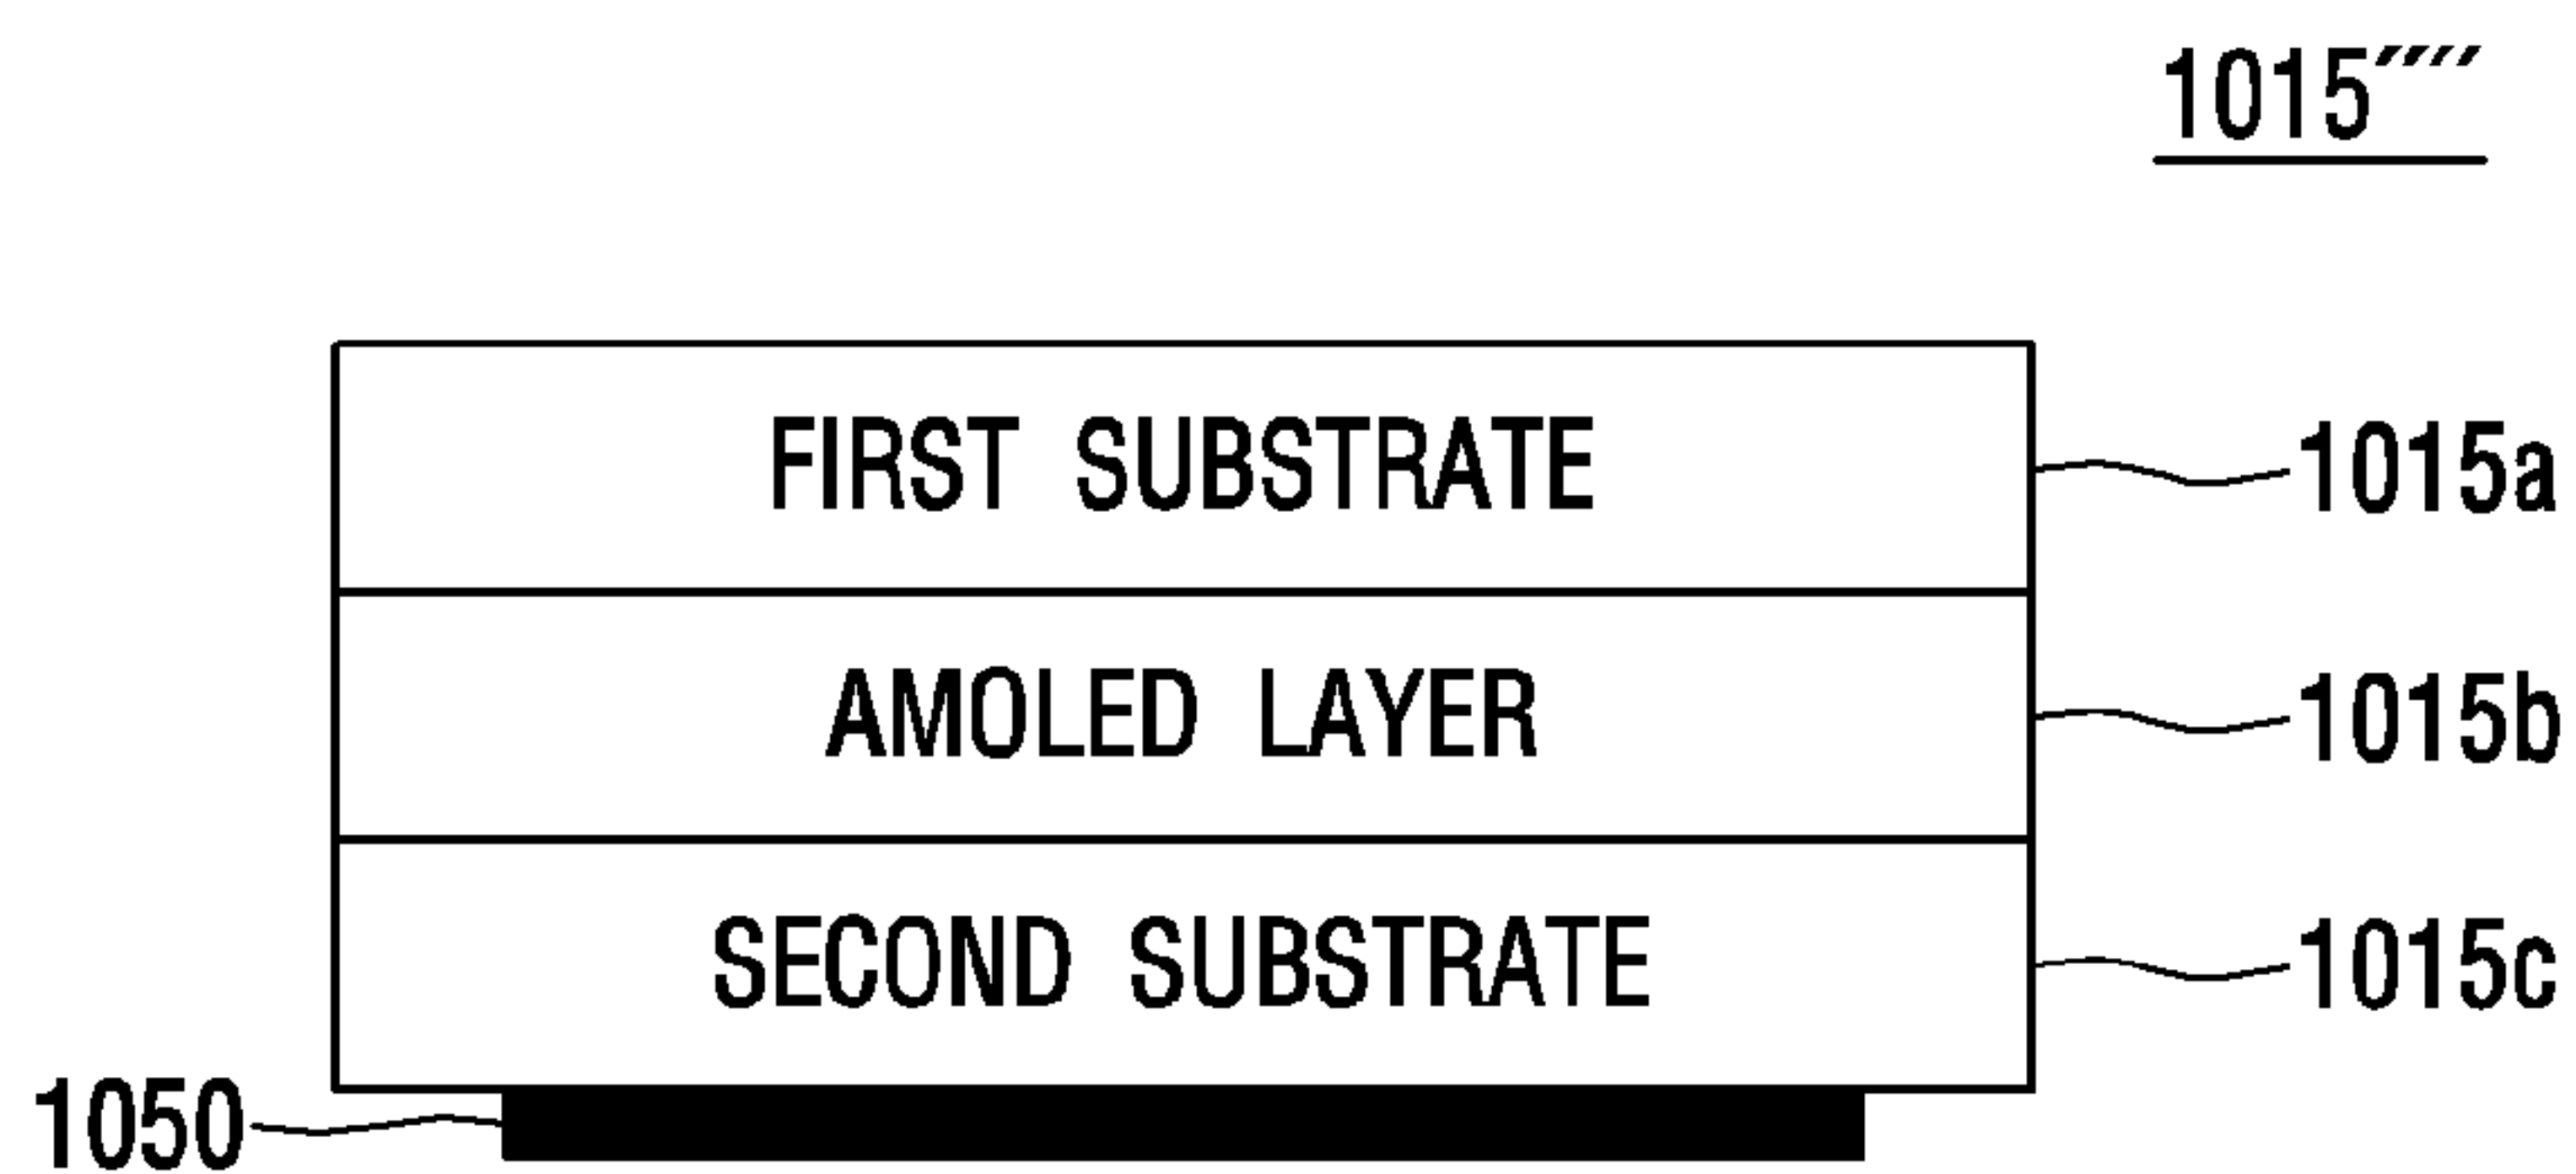 1015′′′′
FIRST SUBSTRATE
1015a
AMOLED LAYER
1015b
SECOND SUBSTRATE
1015c
1050